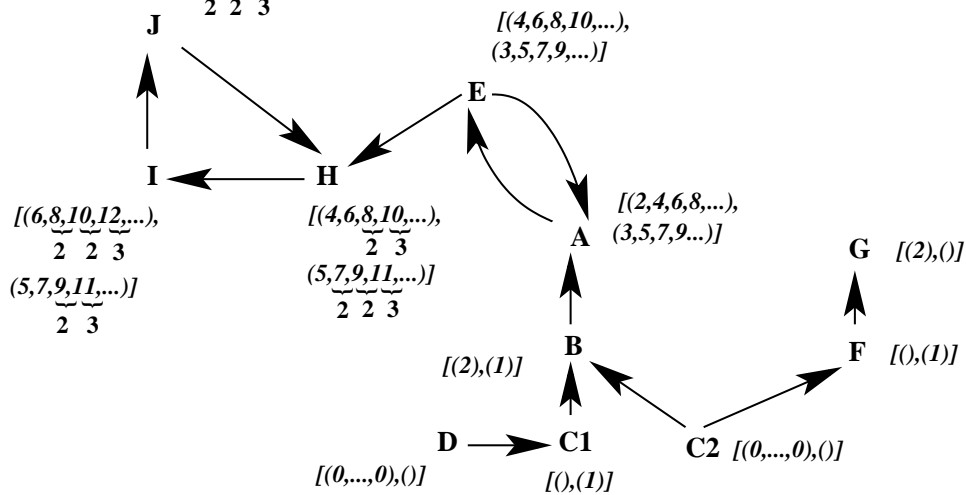 2 2 3
J
[(4,6,8,10,...),
(3,5,7,9,...)]
E
I
H
[(6,8,10,12,...),
2 2 3
(5,7,9,11,...)]
2 3
[(4,6,8,10,...),
2 3
(5,7,9,11,...)]
2 2 3
A
[(2,4,6,8,...),
(3,5,7,9...)]
G [(2),()]
B
[(2),(1)]
F [(),(1)]
D
[(0,...,0),()]
C1
[(),(1)]
C2 [(0,...,0),()]